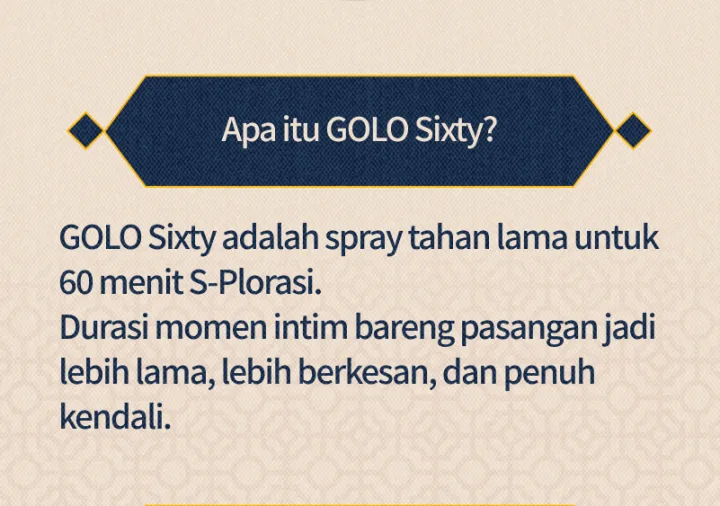 Apa itu GOLO Sixty?
GOLO Sixty adalah spray tahan lama untuk
60 menit S-Plorasi.
Durasi momen intim bareng pasangan jadi
lebih lama, lebih berkesan, dan penuh
kendali.